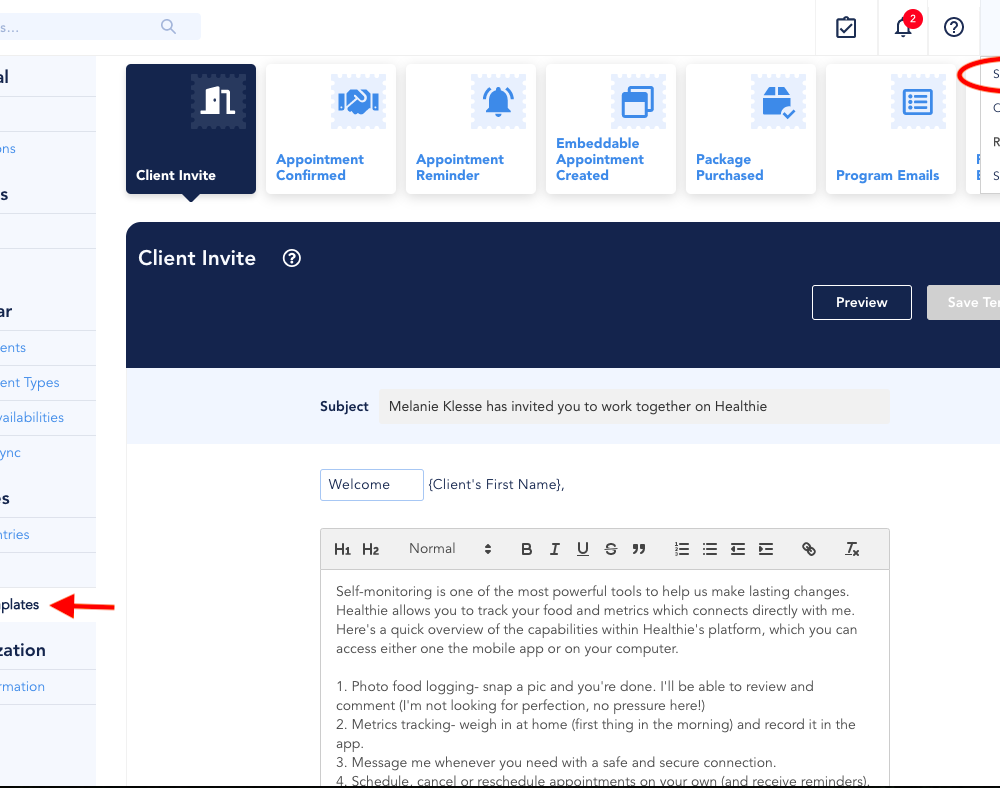 s...
2
al
ons
s
ar
ents
ent Types
vailabilities
ync
es
ntries
plates
zation
rmation
Client Invite
Appointment
Confirmed
Appointment
Reminder
Embeddable
Appointment
Created
Package
Purchased
Program Emails
S
C
R
S
Client Invite
Preview
Save Ter
Subject
Melanie Klesse has invited you to work together on Healthie
Welcome {Client's First Name},
H1 H2 Normal B I U S
Self-monitoring is one of the most powerful tools to help us make lasting changes.
Healthie allows you to track your food and metrics which connects directly with me.
Here's a quick overview of the capabilities within Healthie's platform, which you can
access either one the mobile app or on your computer.
1. Photo food logging- snap a pic and you're done. I'll be able to review and
comment (I'm not looking for perfection, no pressure here!)
2. Metrics tracking- weigh in at home (first thing in the morning) and record it in the
app.
3. Message me whenever you need with a safe and secure connection.
4. Schedule, cancel or reschedule appointments on your own (and receive reminders).